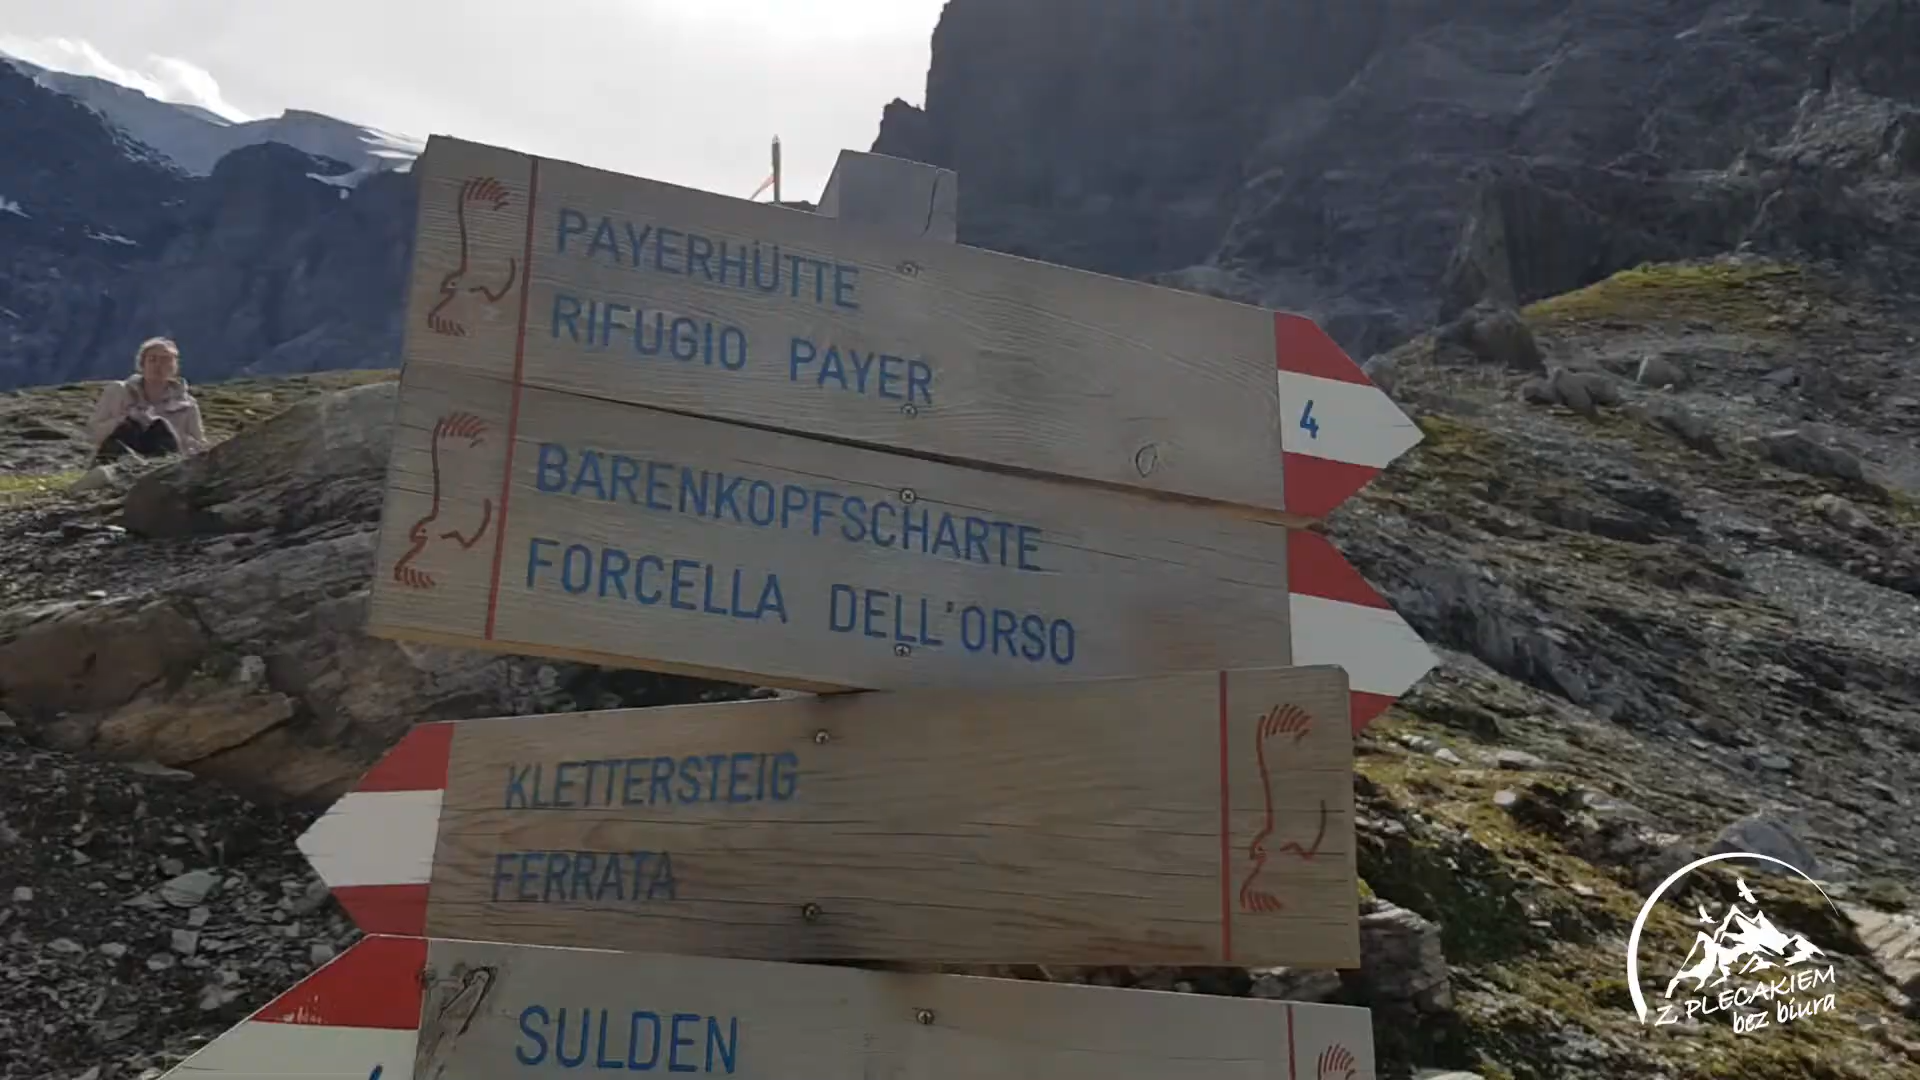 PAYERHÜTTE
RIFUGIO PAYER
4
BÄRENKOPFSCHARTE
FORCELLA DELL'ORSO
KLETTERSTEIG
FERRATA
SULDEN
Z PLECAKIEM
bez biura